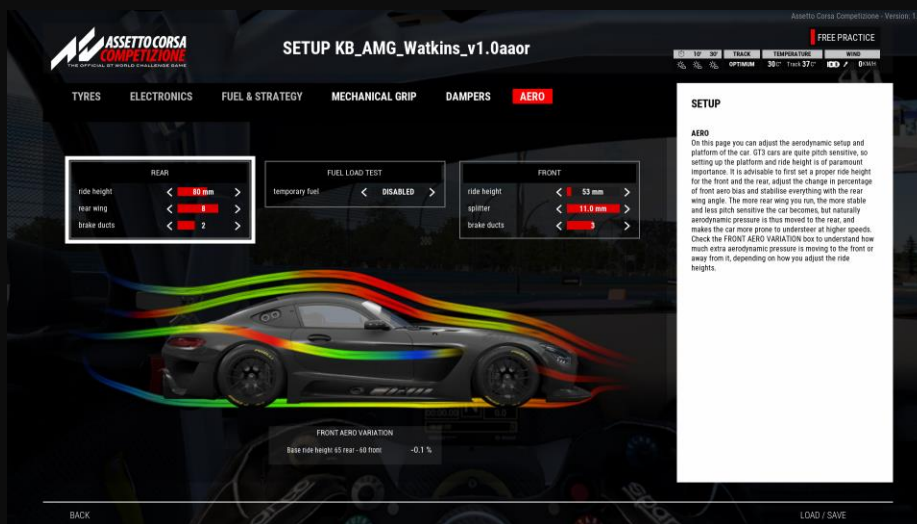 Assetto Corsa Competizione - Version: 1
ASSETTO CORSA
COMPETIZIONE
THE OFFICIAL GT WORLD CHALLENGE GAME
SETUP KB_AMG_Watkins_v1.0aaor
FREE PRACTICE
10' 30' TRACK TEMPERATURE WIND
OPTIMUM 30C° Track 37C° 0KM/H
TYRES ELECTRONICS FUEL & STRATEGY MECHANICAL GRIP DAMPERS AERO
REAR
ride height 80 mm
rear wing 8
brake ducts 2
FUEL LOAD TEST
temporary fuel DISABLED
FRONT
ride height 53 mm
splitter 11.0 mm
brake ducts 3
SETUP
AERO
On this page you can adjust the aerodynamic setup and
platform of the car. GT3 cars are quite pitch sensitive, so
setting up the platform and ride height is of paramount
importance. It is advisable to first set a proper ride height
for the front and the rear, adjust the change in percentage
of front aero bias and stabilise everything with the rear
wing angle. The more rear wing you run, the more stable
and less pitch sensitive the car becomes, but naturally
aerodynamic pressure is thus moved to the rear, and
makes the car more prone to understeer at higher speeds.
Check the FRONT AERO VARIATION box to understand how
much extra aerodynamic pressure is moving to the front or
away from it, depending on how you adjust the ride
heights.
FRONT AERO VARIATION
Base ride height 65 rear - 60 front -0.1 %
BACK LOAD / SAVE